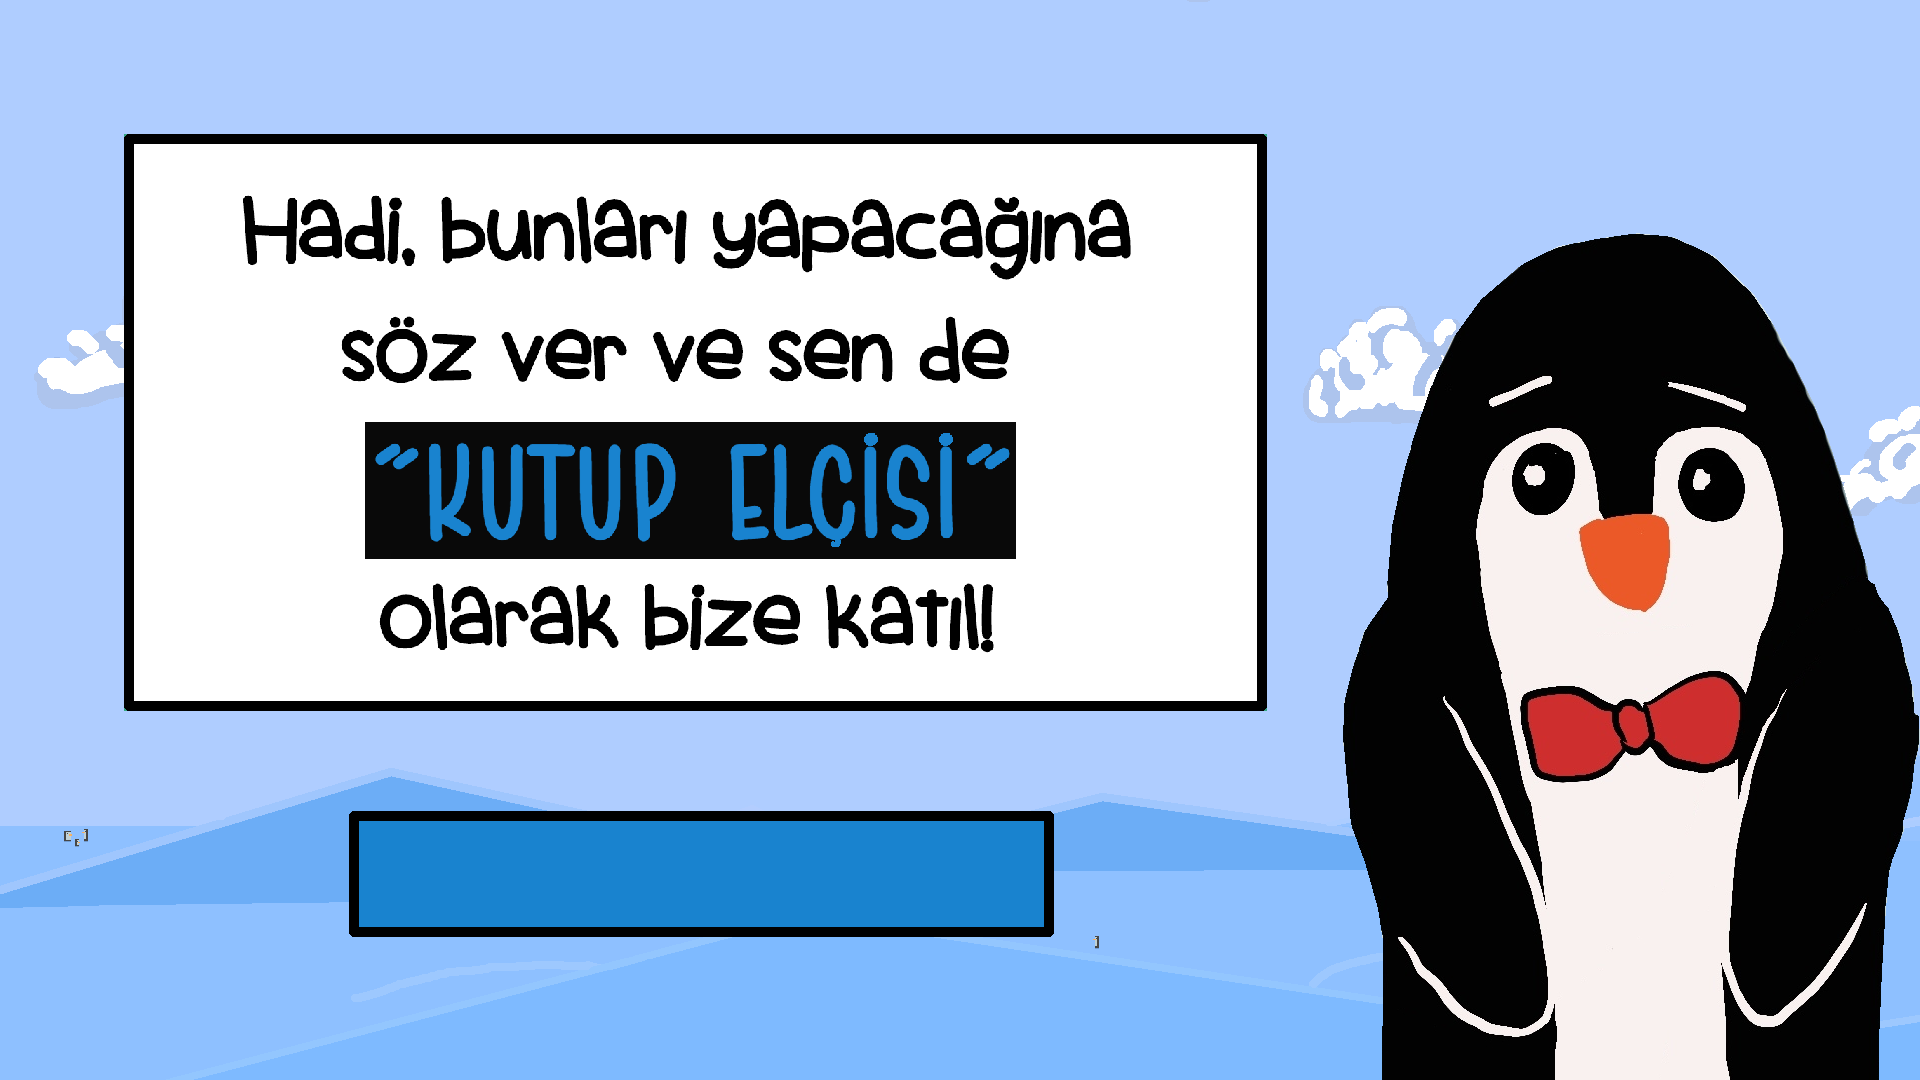 Hadi, bunları yapacağına
söz ver ve sen de
"KUTUP ELÇİSİ"
olarak bize katıl!